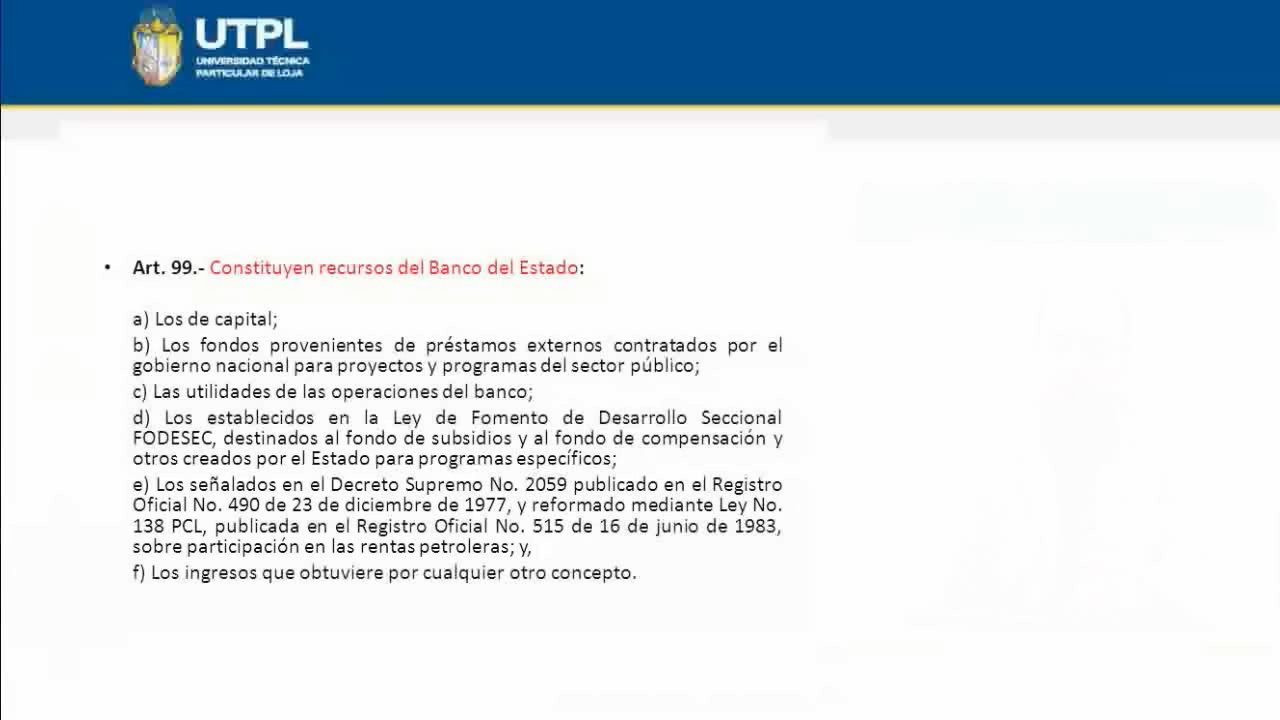 UTPL
UNIVERSIDAD TÉCNICA
PARTICULAR DE LOJA
• Art. 99.- Constituyen recursos del Banco del Estado:
a) Los de capital;
b) Los fondos provenientes de préstamos externos contratados por el
gobierno nacional para proyectos y programas del sector público;
c) Las utilidades de las operaciones del banco;
d) Los establecidos en la Ley de Fomento de Desarrollo Seccional
FODESEC, destinados al fondo de subsidios y al fondo de compensación y
otros creados por el Estado para programas específicos;
e) Los señalados en el Decreto Supremo No. 2059 publicado en el Registro
Oficial No. 490 de 23 de diciembre de 1977, y reformado mediante Ley No.
138 PCL, publicada en el Registro Oficial No. 515 de 16 de junio de 1983,
sobre participación en las rentas petroleras; y,
f) Los ingresos que obtuviere por cualquier otro concepto.